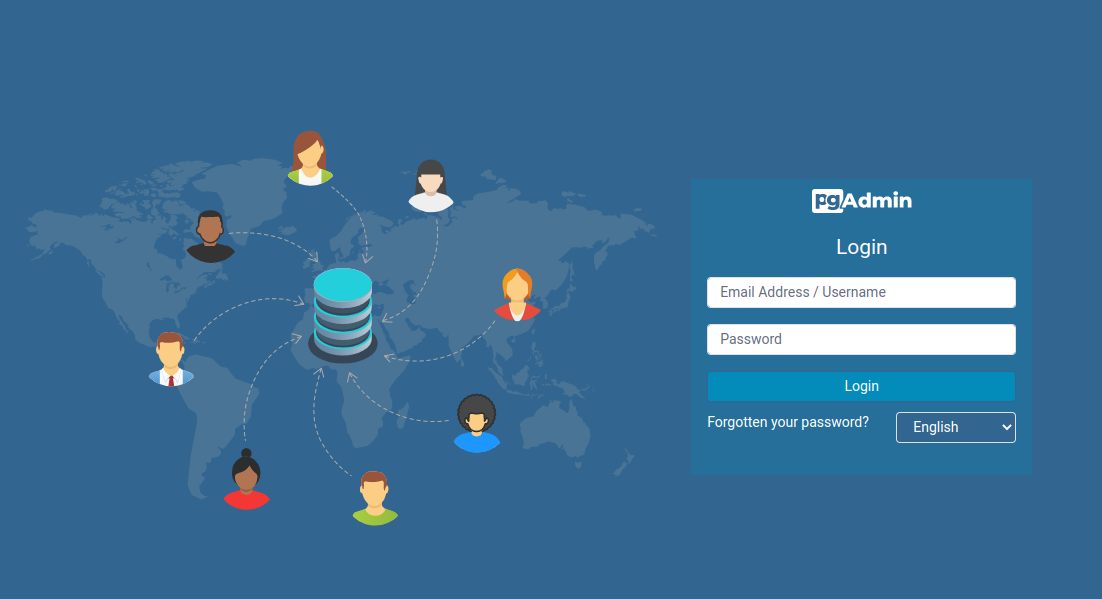 pgAdmin
Login
Email Address / Username
Password
Login
Forgotten your password?
English